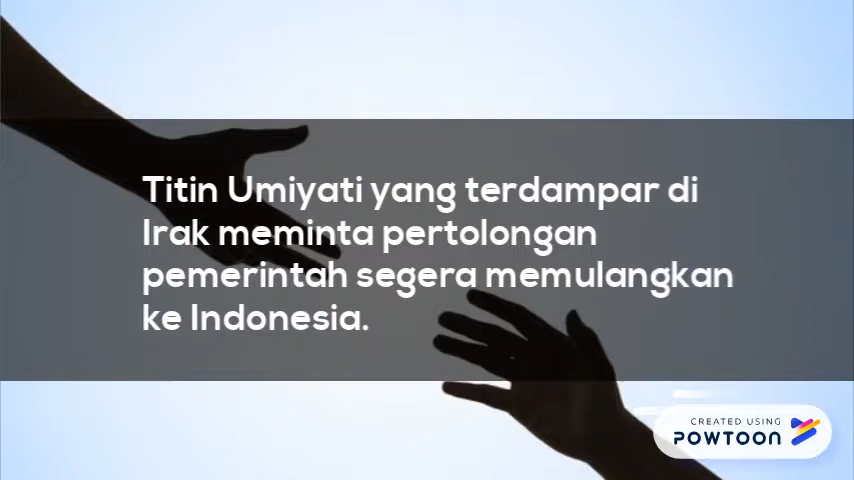 Titin Umiyati yang terdampar di
Irak meminta pertolongan
pemerintah segera memulangkan
ke Indonesia.
CREATED USING
POWTOON